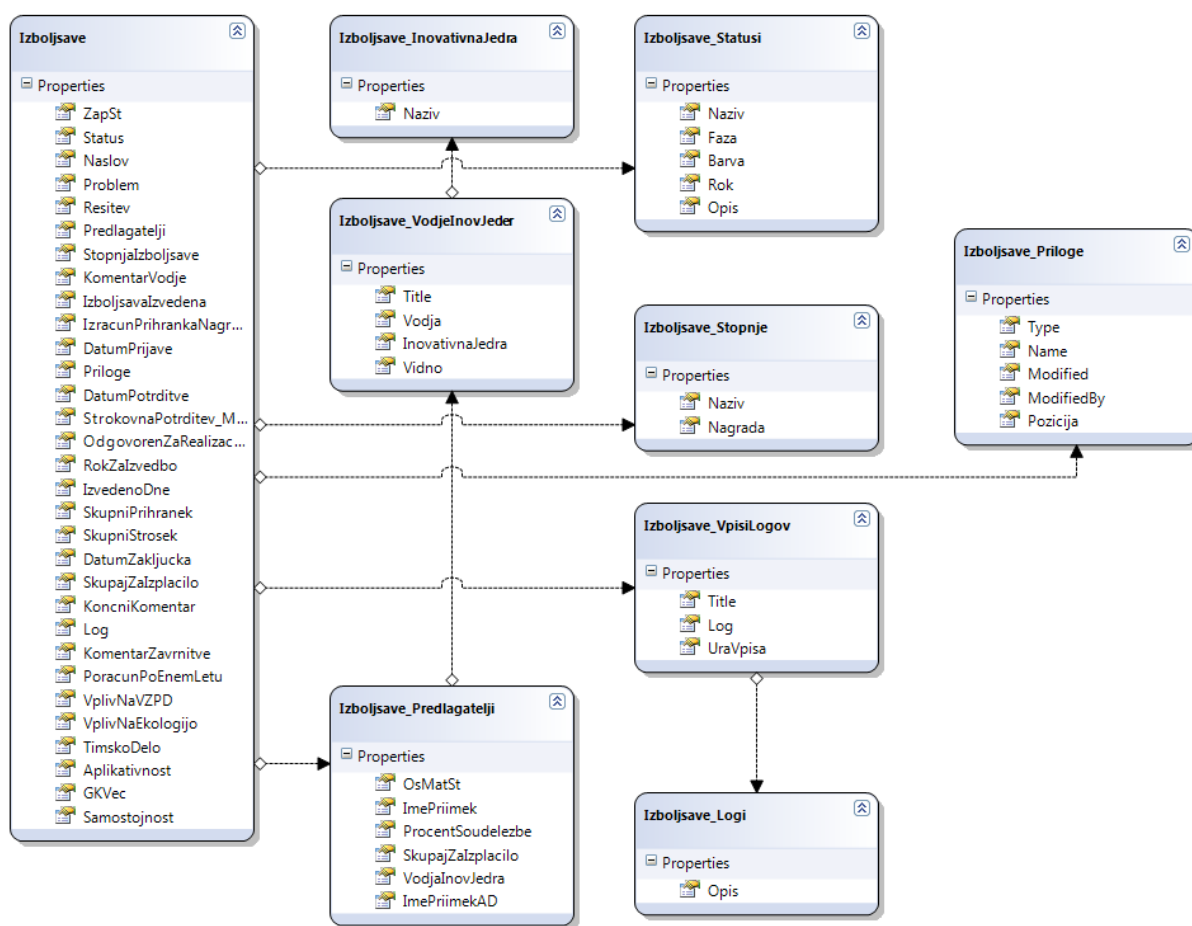 Izboljsave
Properties
ZapSt
Status
Naslov
Problem
Resitev
Predlagatelji
StopnjaIzboljsave
KomentarVodje
IzboljsavaIzvedena
IzracunPrihrankaNagr...
DatumPrijave
Priloge
DatumPotrditve
StrokovnaPotrditev_M...
OdgovorenZaRealizac...
RokZaIzvedbo
IzvedenoDne
SkupniPrihranek
SkupniStrosek
DatumZakljucka
SkupajZaIzplacilo
KoncniKomentar
Log
KomentarZavrnitve
PoracunPoEnemLetu
VplivNaVZPD
VplivNaEkologijo
TimskoDelo
Aplikativnost
GKVec
Samostojnost
Izboljsave_InovativnaJedra
Properties
Naziv
Izboljsave_VodjeInovJeder
Properties
Title
Vodja
InovativnaJedra
Vidno
Izboljsave_Predlagatelji
Properties
OsMatSt
ImePriimek
ProcentSoudelezbe
SkupajZaIzplacilo
VodjaInovJedra
ImePriimekAD
Izboljsave_Statusi
Properties
Naziv
Faza
Barva
Rok
Opis
Izboljsave_Stopnje
Properties
Naziv
Nagrada
Izboljsave_VpisiLogov
Properties
Title
Log
UraVpisa
Izboljsave_Logi
Properties
Opis
Izboljsave_Priloge
Properties
Type
Name
Modified
ModifiedBy
Pozicija